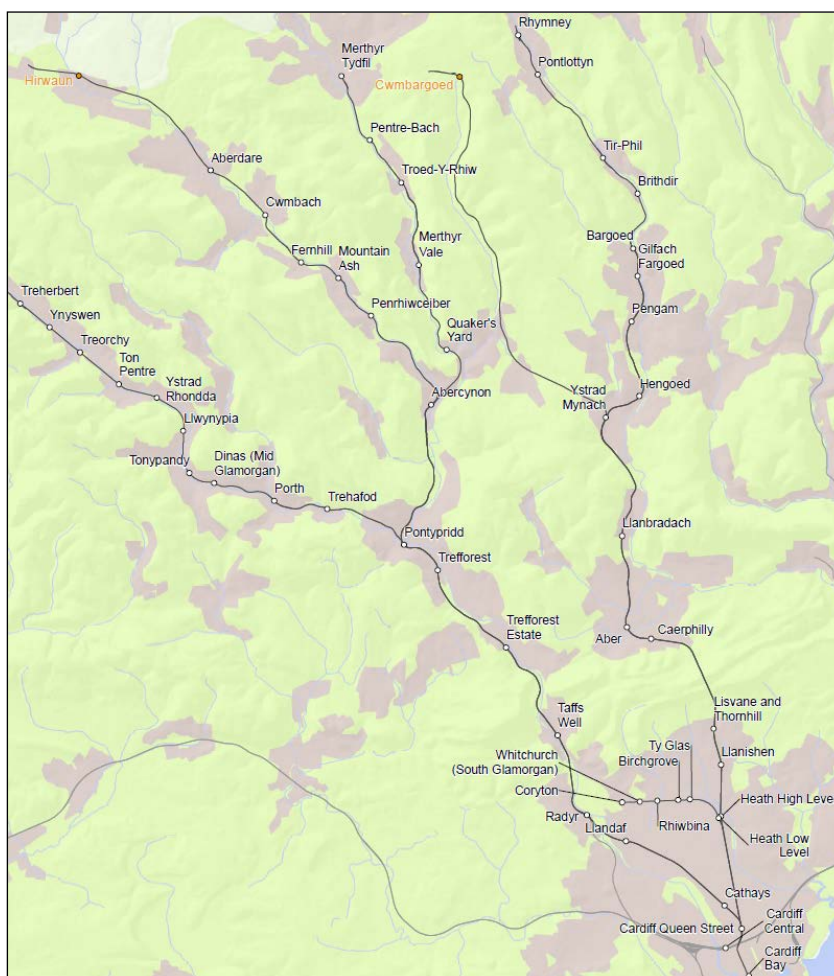 Rhymney
Merthyr
Tydfil
Pontlottyn
Hirwaun
Cwmbargoed
Pentre-Bach
Tir-Phil
Aberdare
Troed-Y-Rhiw
Brithdir
Cwmbach
Bargoed
Merthyr
Vale
Fernhill
Mountain
Ash
Gilfach
Fargoed
Treherbert
Penrhiwceiber
Pengam
Ynyswen
Quaker's
Yard
Treorchy
Ton
Pentre
Ystrad
Rhondda
Abercynon
Ystrad
Mynach
Hengoed
Llwynypia
Tonypandy
Dinas (Mid
Glamorgan)
Porth
Trehafod
Llanbradach
Pontypridd
Trefforest
Trefforest
Estate
Aber
Caerphilly
Taffs
Well
Lisvane and
Thornhill
Ty Glas
Llanishen
Whitchurch
(South Glamorgan)
Birchgrove
Coryton
Heath High Level
Radyr
Llandaf
Rhiwbina
Heath Low
Level
Cathays
Cardiff Queen Street
Cardiff
Central
Cardiff
Bay